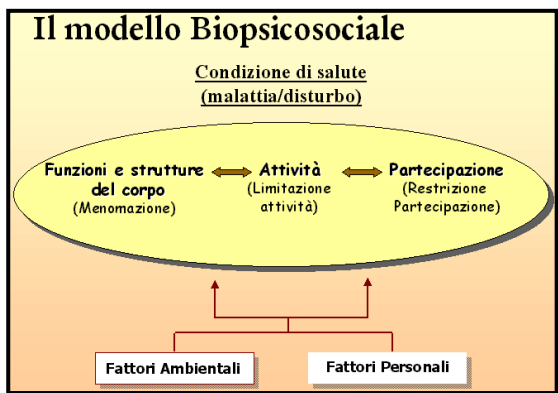 Il modello Biopsicosociale
Condizione di salute
(malattia/disturbo)
Funzioni e strutture
del corpo
(Menomazione)
Attività
(Limitazione
attività)
Partecipazione
(Restrizione
Partecipazione)
Fattori Ambientali
Fattori Personali